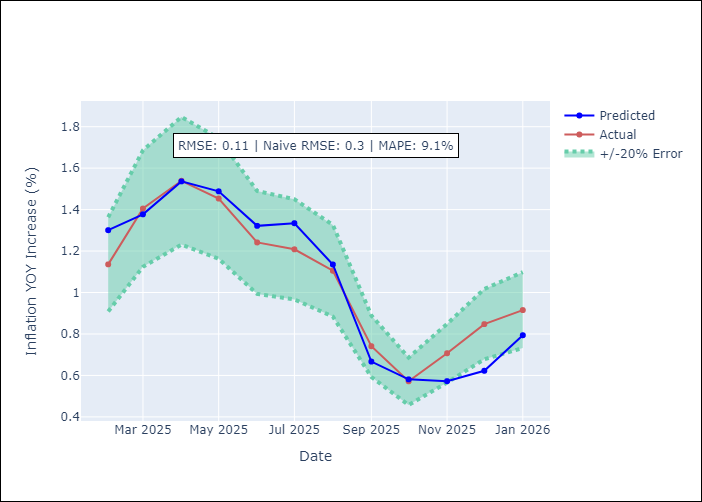 Predicted
Actual
+/-20% Error
RMSE: 0.11 | Naive RMSE: 0.3 | MAPE: 9.1%
Inflation YOY Increase (%)
1.8
1.6
1.4
1.2
1
0.8
0.6
0.4
Mar 2025
May 2025
Jul 2025
Sep 2025
Nov 2025
Jan 2026
Date